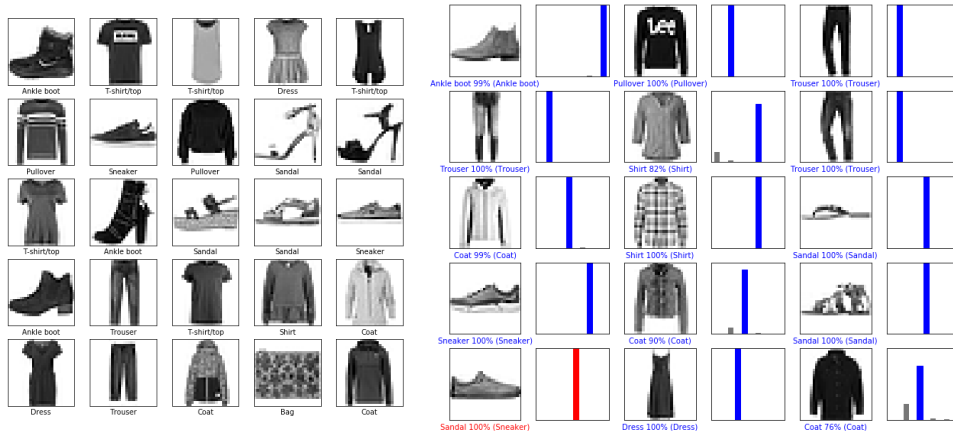 Ankle boot T-shirt/top T-shirt/top Dress T-shirt/top
Pullover Sneaker Pullover Sandal Sandal
T-shirt/top Ankle boot Sandal Sandal Sneaker
Ankle boot Trouser T-shirt/top Shirt Coat
Dress Trouser Coat Bag Coat
Lee
Ankle boot 99% (Ankle boot) Pullover 100% (Pullover) Trouser 100% (Trouser)
Trouser 100% (Trouser) Shirt 82% (Shirt) Trouser 100% (Trouser)
Coat 99% (Coat) Shirt 100% (Shirt) Sandal 100% (Sandal)
Sneaker 100% (Sneaker) Coat 90% (Coat) Sandal 100% (Sandal)
Sandal 100% (Sneaker) Dress 100% (Dress) Coat 76% (Coat)